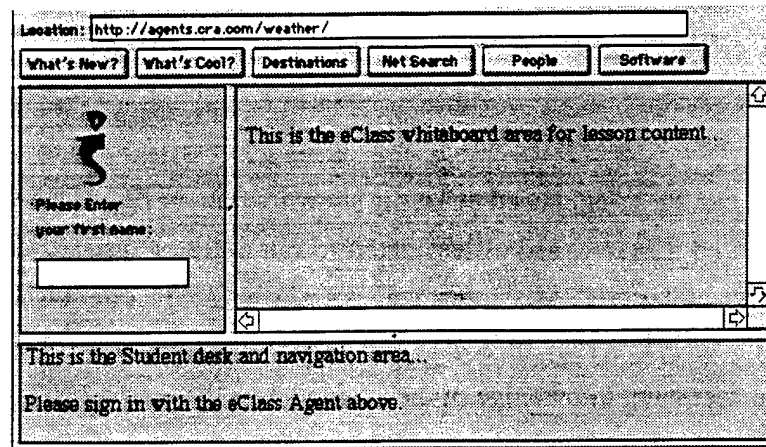 Location: http://agents.cra.com/weather/
What's New? What's Cool? Destinations Net Search People Software
This is the eClass whiteboard area for lesson content...
Please Enter
your first name:
This is the Student desk and navigation area...
Please sign in with the eClass Agent above.